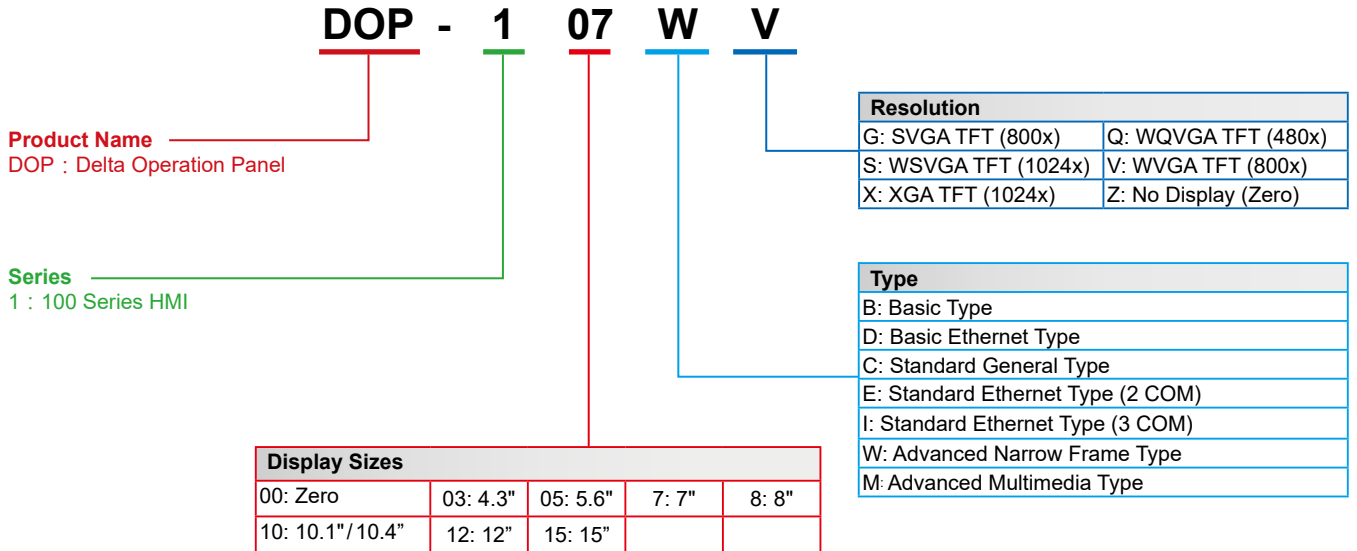 DOP - 1 07 W V
Product Name
DOP : Delta Operation Panel
Series
1 : 100 Series HMI
Resolution
G: SVGA TFT (800x) Q: WQVGA TFT (480x)
S: WSVGA TFT (1024x) V: WVGA TFT (800x)
X: XGA TFT (1024x) Z: No Display (Zero)
Type
B: Basic Type
D: Basic Ethernet Type
C: Standard General Type
E: Standard Ethernet Type (2 COM)
I: Standard Ethernet Type (3 COM)
W: Advanced Narrow Frame Type
M: Advanced Multimedia Type
Display Sizes
00: Zero 03: 4.3" 05: 5.6" 7: 7" 8: 8"
10: 10.1"/10.4” 12: 12” 15: 15”